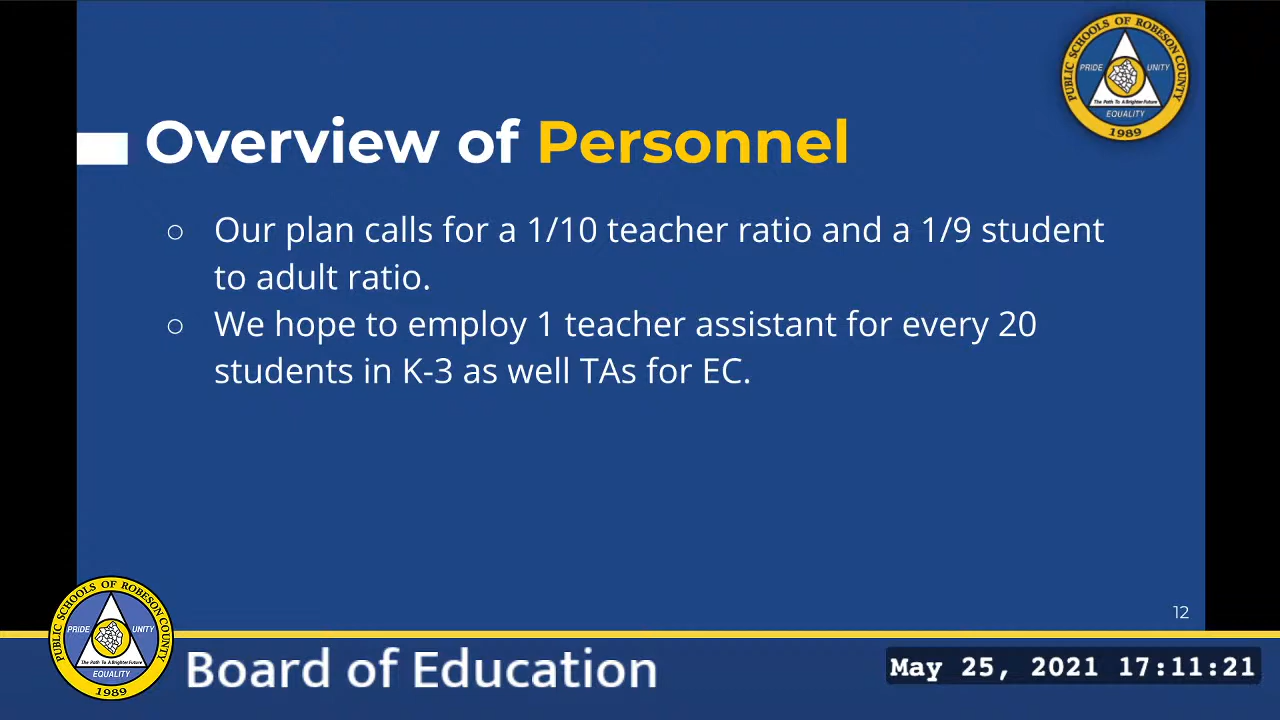 PUBLIC SCHOOLS OF ROBESON COUNTY
PRIDE
UNITY
The Path To A Brighter Future
EQUALITY
1989
Overview of Personnel
○ Our plan calls for a 1/10 teacher ratio and a 1/9 student
to adult ratio.
○ We hope to employ 1 teacher assistant for every 20
students in K-3 as well TAs for EC.
12
PUBLIC SCHOOLS OF ROBESON COUNTY
PRIDE
UNITY
The Path To A Brighter Future
EQUALITY
1989
Board of Education
May 25, 2021 17:11:21